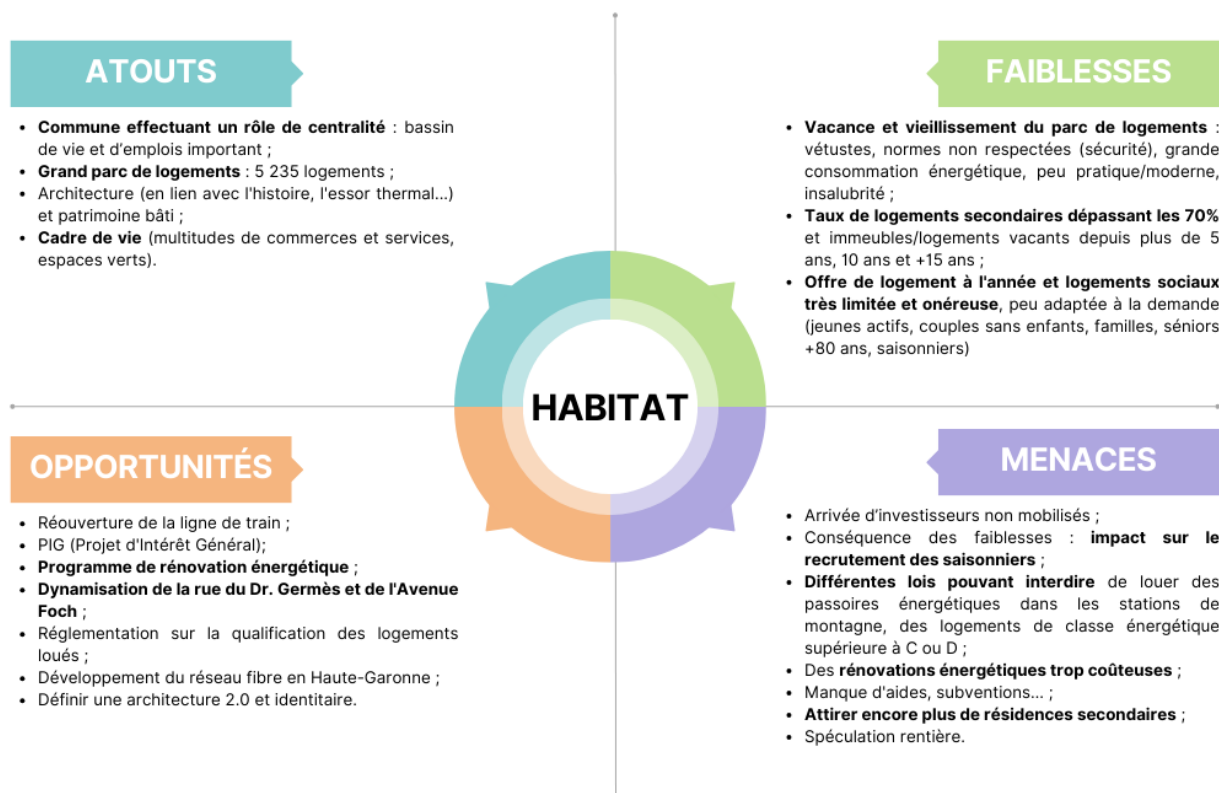 ATOUTS
• Commune effectuant un rôle de centralité : bassin
de vie et d'emplois important ;
• Grand parc de logements : 5 235 logements ;
• Architecture (en lien avec l'histoire, l'essor thermal...)
et patrimoine bâti ;
• Cadre de vie (multitudes de commerces et services,
espaces verts).
FAIBLESSES
• Vacance et vieillissement du parc de logements :
vétustes, normes non respectées (sécurité), grande
consommation énergétique, peu pratique/moderne,
insalubrité ;
• Taux de logements secondaires dépassant les 70%
et immeubles/logements vacants depuis plus de 5
ans, 10 ans et +15 ans ;
• Offre de logement à l'année et logements sociaux
très limitée et onéreuse, peu adaptée à la demande
(jeunes actifs, couples sans enfants, familles, séniors
+80 ans, saisonniers)
HABITAT
OPPORTUNITÉS
• Réouverture de la ligne de train ;
• PIG (Projet d'Intérêt Général);
• Programme de rénovation énergétique ;
• Dynamisation de la rue du Dr. Germès et de l'Avenue
Foch ;
• Réglementation sur la qualification des logements
loués ;
• Développement du réseau fibre en Haute-Garonne ;
• Définir une architecture 2.0 et identitaire.
MENACES
• Arrivée d'investisseurs non mobilisés ;
• Conséquence des faiblesses : impact sur le
recrutement des saisonniers ;
• Différentes lois pouvant interdire de louer des
passoires énergétiques dans les stations de
montagne, des logements de classe énergétique
supérieure à C ou D ;
• Des rénovations énergétiques trop coûteuses ;
• Manque d'aides, subventions... ;
• Attirer encore plus de résidences secondaires ;
• Spéculation rentière.